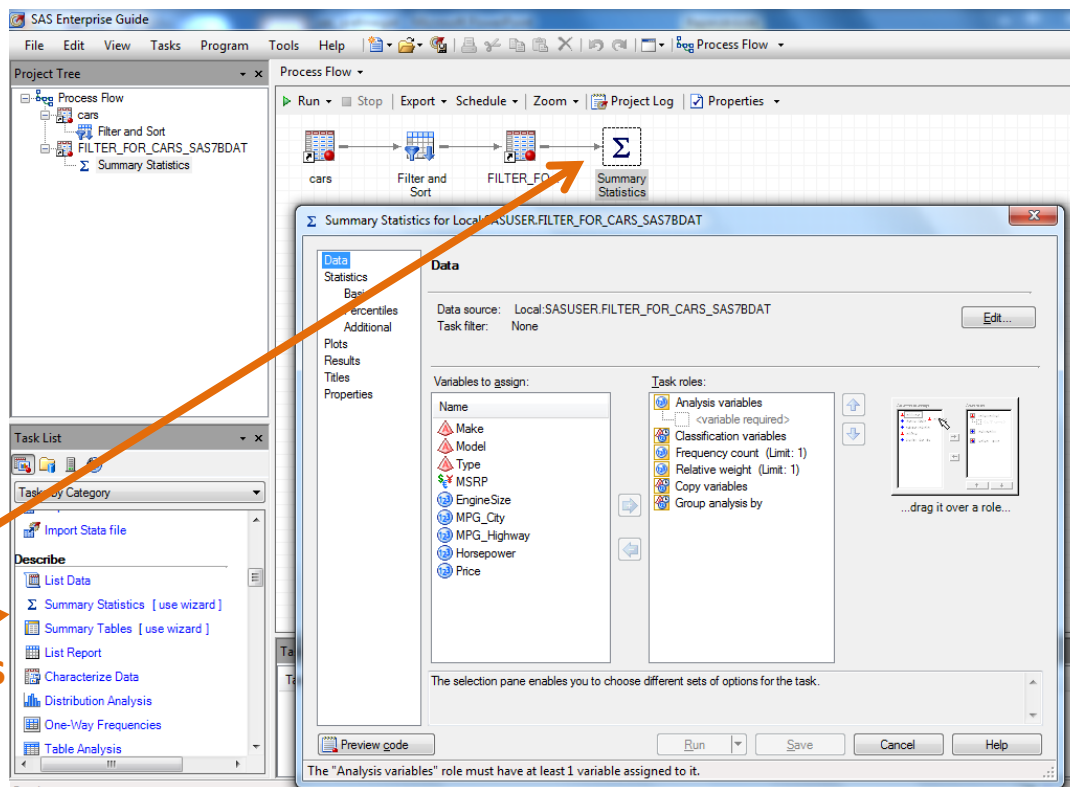 SAS Enterprise Guide
File Edit View Tasks Program Tools Help Process Flow
Project Tree
Process Flow
cars
Filter and Sort
FILTER_FOR_CARS_SAS7BDAT
Σ Summary Statistics
Process Flow
Run Stop Export Schedule Zoom Project Log Properties
cars
Filter and
Sort
FILTER_FO
Σ
Summary
Statistics
Σ Summary Statistics for Local:SASUSER.FILTER_FOR_CARS_SAS7BDAT
Data
Statistics
Basic
Percentiles
Additional
Plots
Results
Titles
Properties
Data
Data source: Local:SASUSER.FILTER_FOR_CARS_SAS7BDAT
Task filter: None
Edit...
Variables to assign:
Name
Make
Model
Type
MSRP
EngineSize
MPG_City
MPG_Highway
Horsepower
Price
Task roles:
Analysis variables
<variable required>
Classification variables
Frequency count (Limit: 1)
Relative weight (Limit: 1)
Copy variables
Group analysis by
...drag it over a role...
The selection pane enables you to choose different sets of options for the task.
Preview code
Run
Save
Cancel
Help
The "Analysis variables" role must have at least 1 variable assigned to it.
Task List
Tasks by Category
Import Stata file
Describe
List Data
Σ Summary Statistics [ use wizard ]
Summary Tables [ use wizard ]
List Report
Characterize Data
Distribution Analysis
One-Way Frequencies
Table Analysis